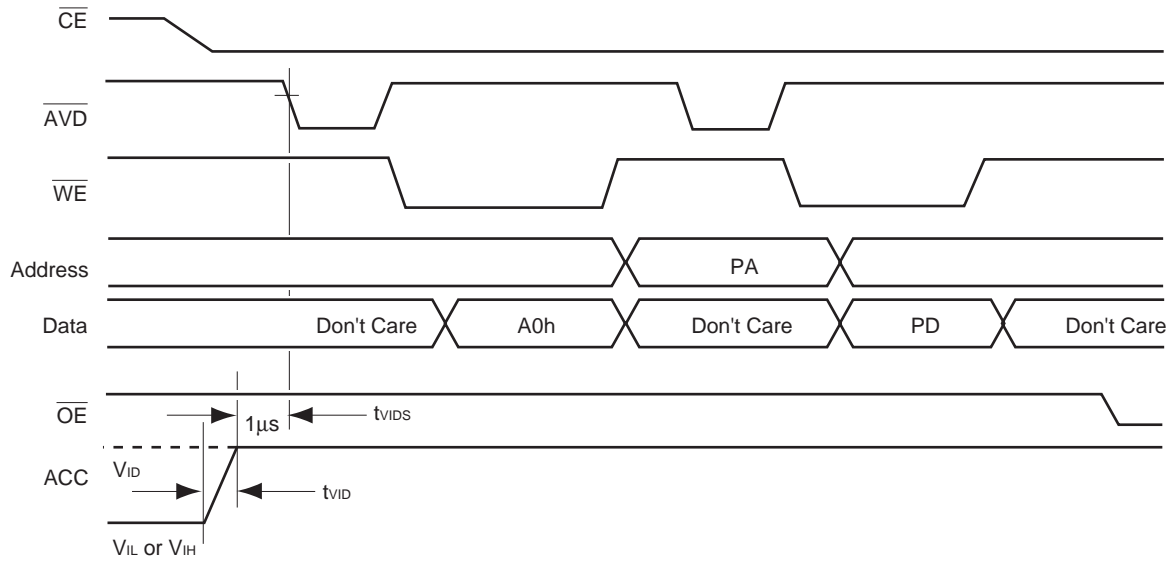 CE
AVD
WE
Address PA
Data Don't Care A0h Don't Care PD Don't Care
OE 1µs tVIDS
ACC VID tVID
VIL or VIH